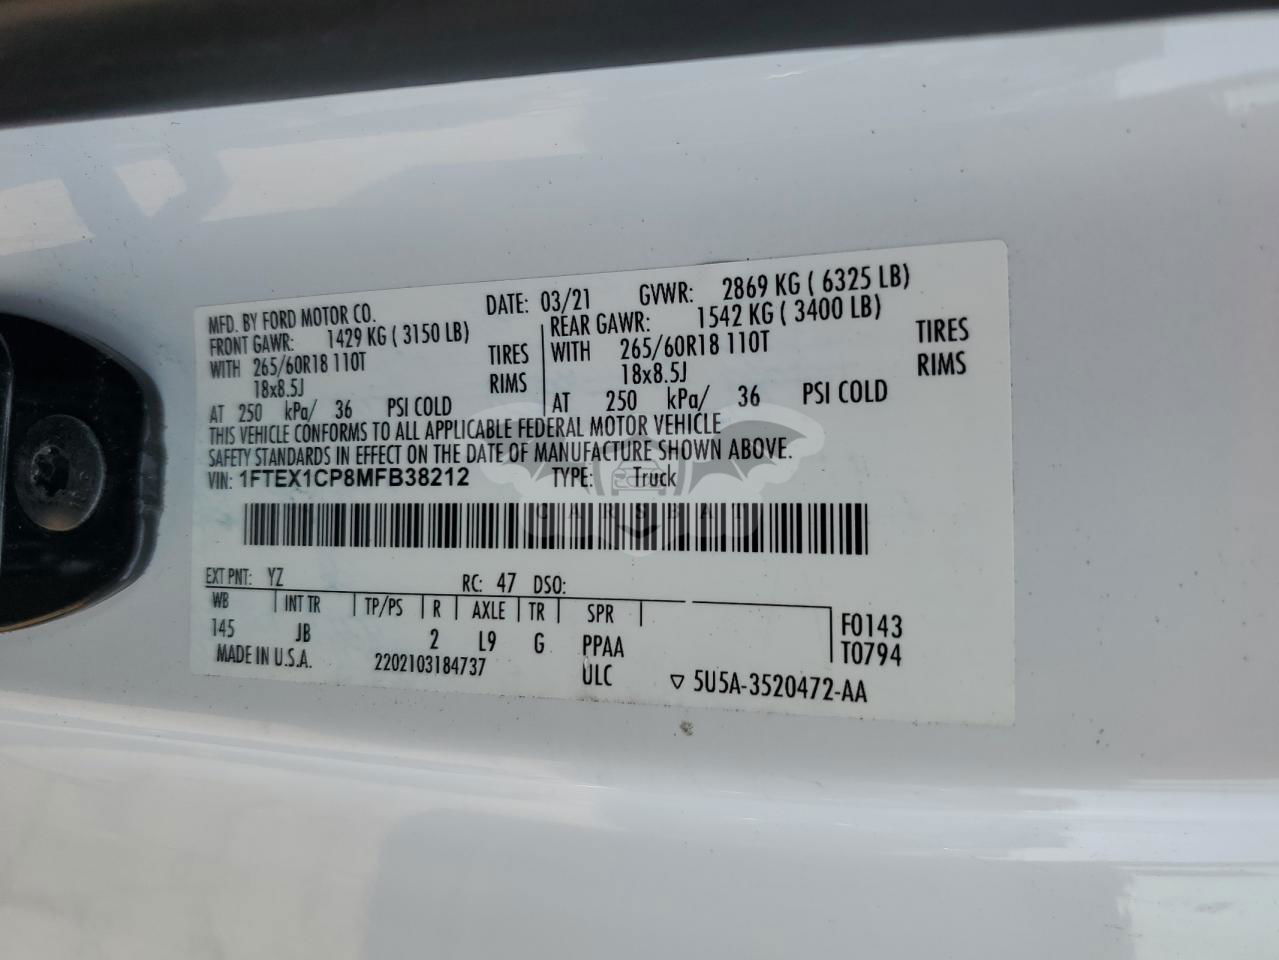 MFD. BY FORD MOTOR CO. DATE: 03/21 GVWR: 2869 KG ( 6325 LB)
FRONT GAWR: 1429 KG ( 3150 LB) REAR GAWR: 1542 KG ( 3400 LB)
WITH 265/60R18 110T TIRES WITH 265/60R18 110T TIRES
18x8.5J RIMS 18x8.5J RIMS
AT 250 kPa/ 36 PSI COLD AT 250 kPa/ 36 PSI COLD
THIS VEHICLE CONFORMS TO ALL APPLICABLE FEDERAL MOTOR VEHICLE
SAFETY STANDARDS IN EFFECT ON THE DATE OF MANUFACTURE SHOWN ABOVE.
VIN: 1FTEX1CP8MFB38212 TYPE: Truck
CARSBAT
EXT PNT: YZ RC: 47 DSO:
WB INT TR TP/PS R AXLE TR SPR
145 JB 2 L9 G PPAA
F0143
T0794
MADE IN U.S.A. 2202103184737 ULC ▽ 5U5A-3520472-AA